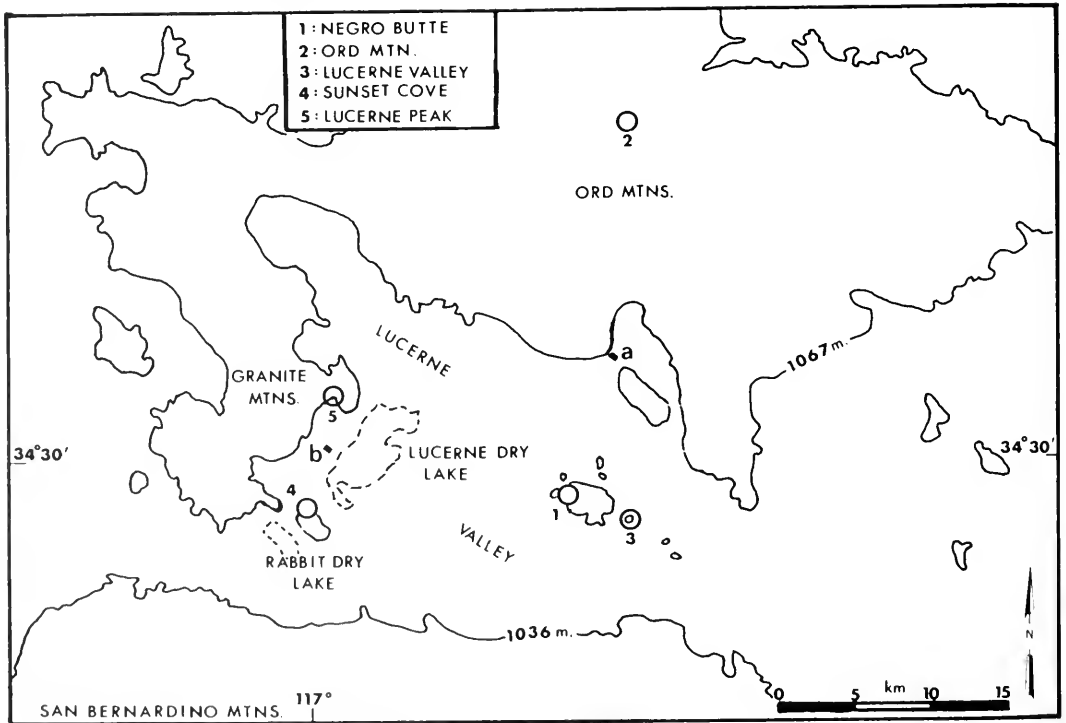 1: NEGRO BUTTE
2: ORD MTN.
3: LUCERNE VALLEY
4: SUNSET COVE
5: LUCERNE PEAK
2
ORD MTNS.
LUCERNE
a
1067 m.
GRANITE
MTNS.
5
34°30'
b
LUCERNE DRY
LAKE
34°30'
4
1
3
VALLEY
RABBIT DRY
LAKE
1036 m.
N
117°
SAN BERNARDINO MTNS.
km
0 5 10 15